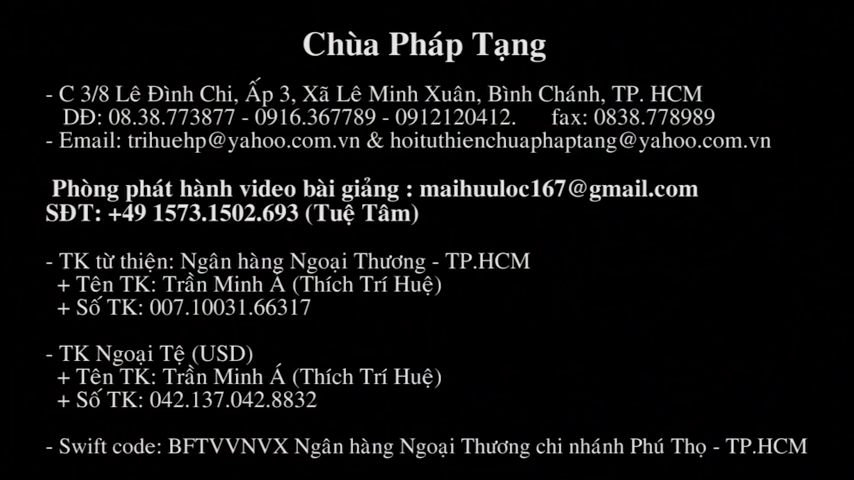 Chùa Pháp Tạng
- C 3/8 Lê Đình Chi, Ấp 3, Xã Lê Minh Xuân, Bình Chánh, TP. HCM
DĐ: 08.38.773877 - 0916.367789 - 0912120412. fax: 0838.778989
- Email: trihuehp@yahoo.com.vn & hoituthienchuaphaptang@yahoo.com.vn
Phòng phát hành video bài giảng : maihuuloc167@gmail.com
SĐT: +49 1573.1502.693 (Tuệ Tâm)
- TK từ thiện: Ngân hàng Ngoại Thương - TP.HCM
+ Tên TK: Trần Minh Á (Thích Trí Huệ)
+ Số TK: 007.10031.66317
- TK Ngoại Tệ (USD)
+ Tên TK: Trần Minh Á (Thích Trí Huệ)
+ Số TK: 042.137.042.8832
- Swift code: BFTVVNVX Ngân hàng Ngoại Thương chi nhánh Phú Thọ - TP.HCM